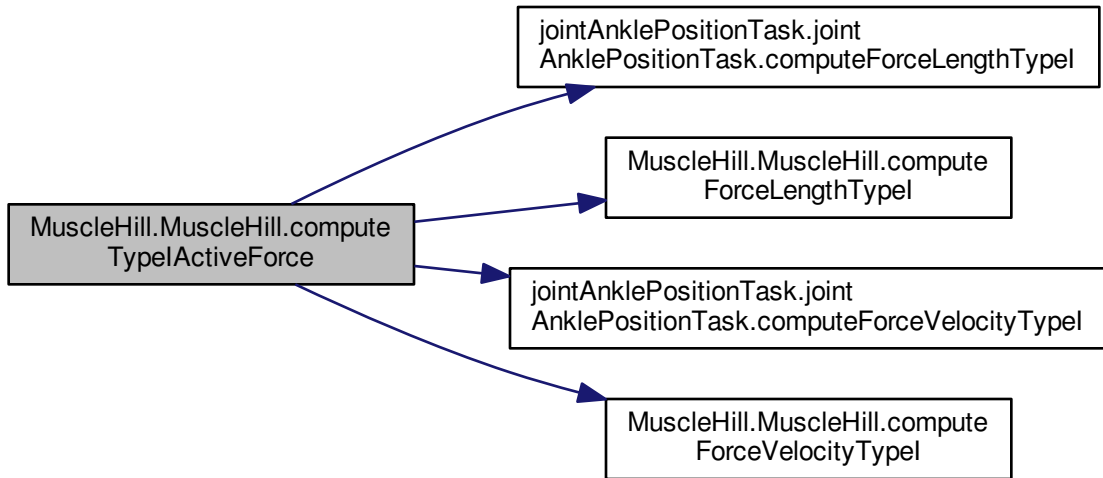 jointAnklePositionTask.joint
AnklePositionTask.computeForceLengthTypeI
MuscleHill.MuscleHill.compute
ForceLengthTypeI
MuscleHill.MuscleHill.compute
TypeIActiveForce
jointAnklePositionTask.joint
AnklePositionTask.computeForceVelocityTypeI
MuscleHill.MuscleHill.compute
ForceVelocityTypeI